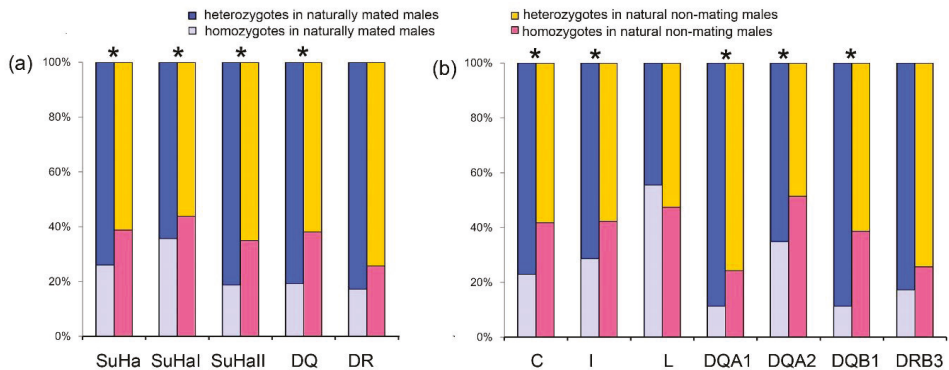 heterozygotes in naturally mated males
heterozygotes in natural non-mating males
homozygotes in naturally mated males
homozygotes in natural non-mating males
(a)
* * * *
100%
80%
60%
40%
20%
0%
SuHa SuHaI SuHaII DQ DR
(b)
* * * * *
100%
80%
60%
40%
20%
0%
C I L DQA1 DQA2 DQB1 DRB3